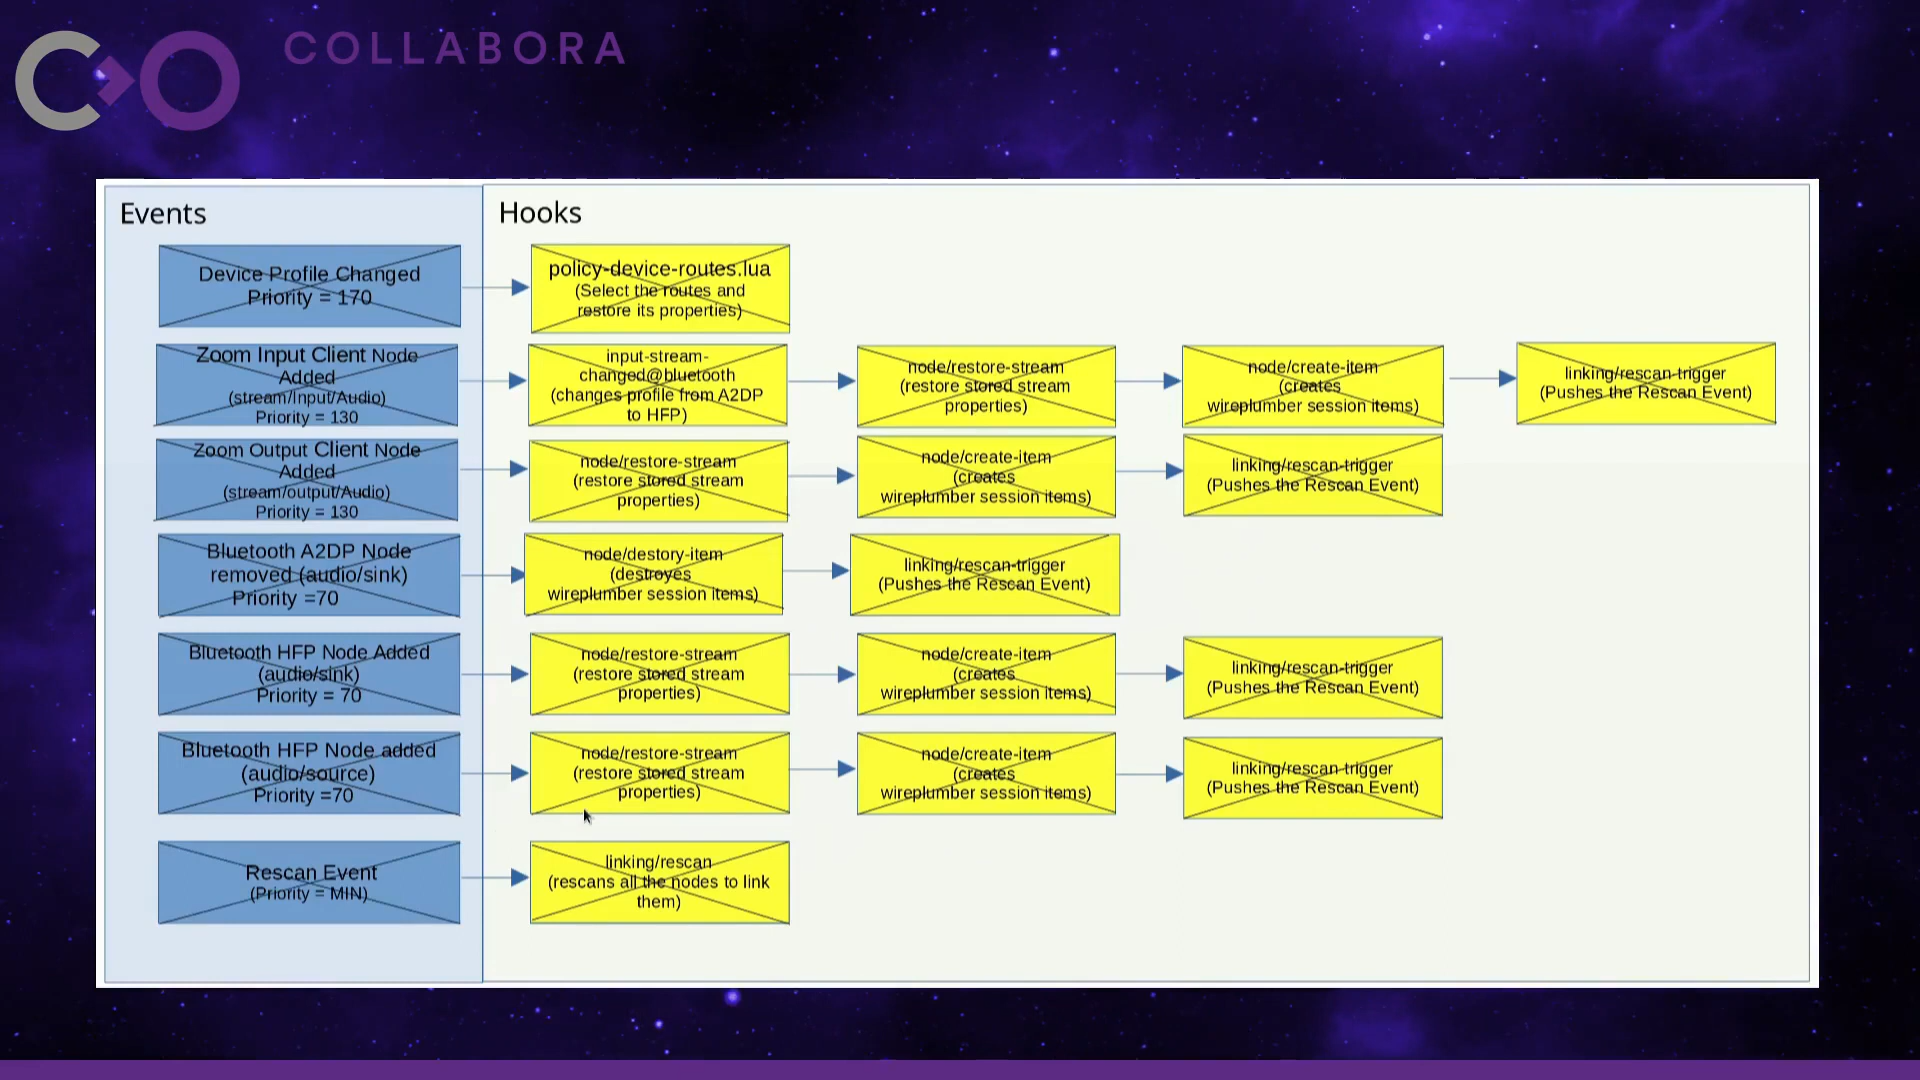 COLLABORA
Events
Hooks
Device Profile Changed
Priority = 170
policy-device-routes.lua
(Select the routes and
restore its properties)
Zoom Input Client Node
Added
(stream/Input/Audio)
Priority = 130
input-stream-
changed@bluetooth
(changes profile from A2DP
to HFP)
node/restore-stream
(restore stored stream
properties)
node/create-item
(creates
wireplumber session items)
linking/rescan-trigger
(Pushes the Rescan Event)
Zoom Output Client Node
Added
(stream/output/Audio)
Priority = 130
node/restore-stream
(restore stored stream
properties)
node/create-item
(creates
wireplumber session items)
linking/rescan-trigger
(Pushes the Rescan Event)
Bluetooth A2DP Node
removed (audio/sink)
Priority =70
node/destory-item
(destroyes
wireplumber session items)
linking/rescan-trigger
(Pushes the Rescan Event)
Bluetooth HFP Node Added
(audio/sink)
Priority = 70
node/restore-stream
(restore stored stream
properties)
node/create-item
(creates
wireplumber session items)
linking/rescan-trigger
(Pushes the Rescan Event)
Bluetooth HFP Node added
(audio/source)
Priority =70
node/restore-stream
(restore stored stream
properties)
node/create-item
(creates
wireplumber session items)
linking/rescan-trigger
(Pushes the Rescan Event)
Rescan Event
(Priority = MIN)
linking/rescan
(rescans all the nodes to link
them)